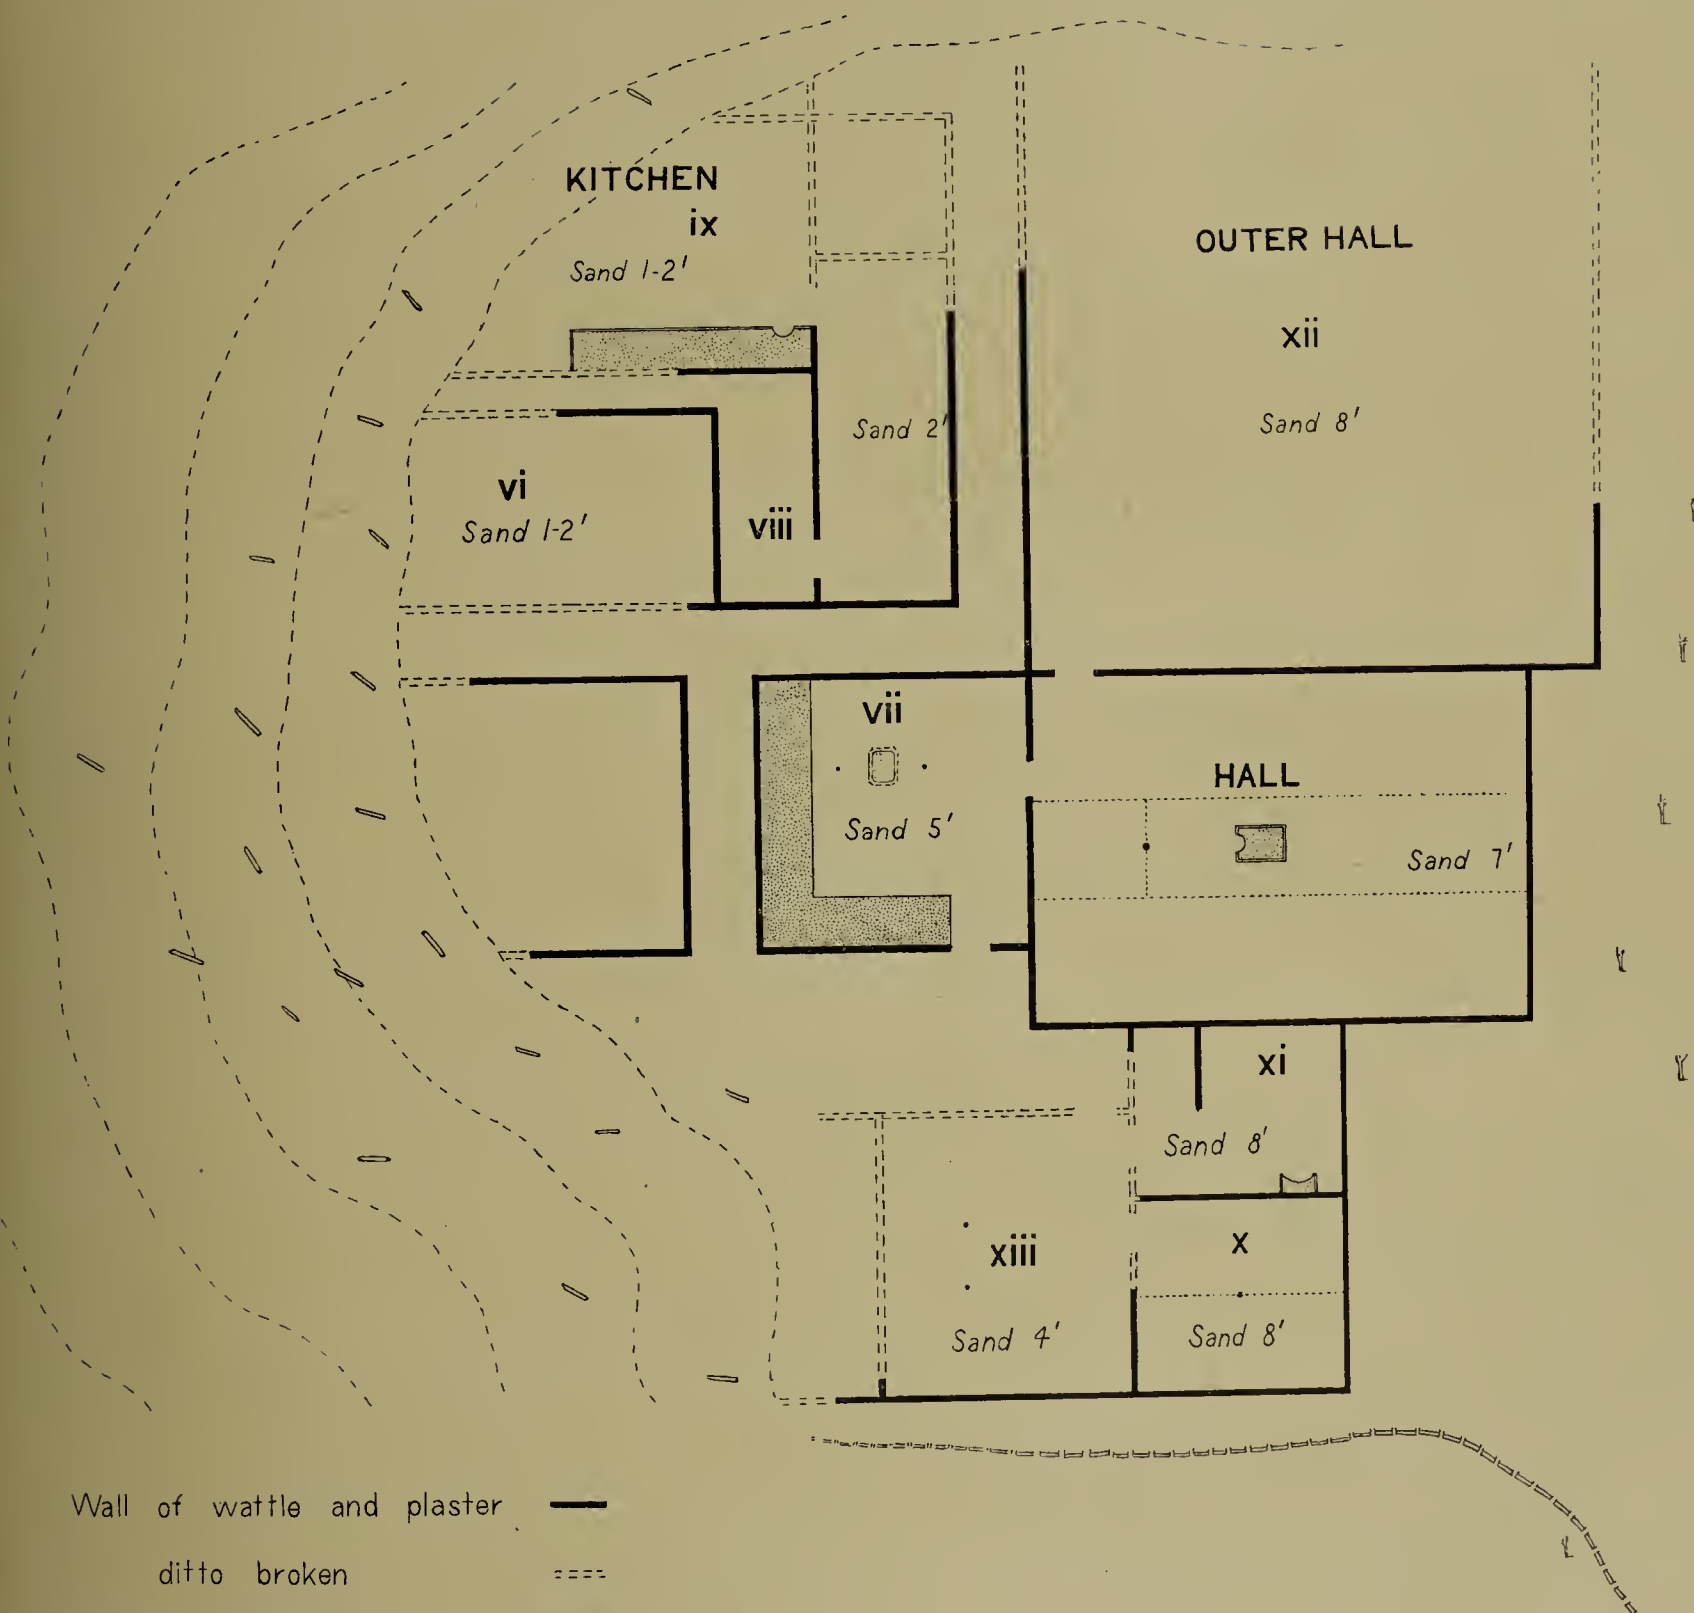 KITCHEN
ix
Sand 1-2'
OUTER HALL
xii
Sand 8'
Sand 2'
vi
Sand 1-2'
viii
vii
Sand 5'
HALL
Sand 7'
xi
Sand 8'
xiii
Sand 4'
x
Sand 8'
Wall of wattle and plaster
ditto broken